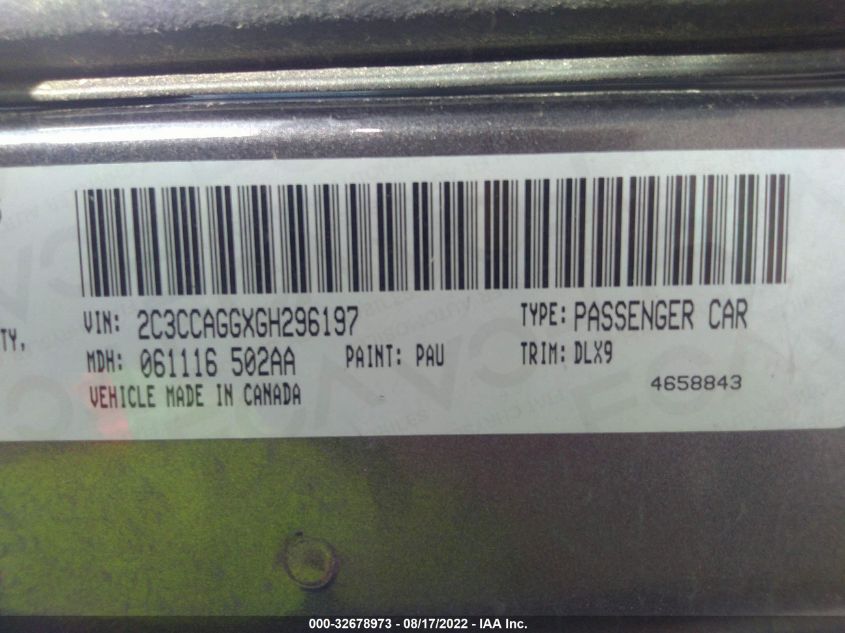 VIN: 2C3CCAGGXGH296197
TYPE: PASSENGER CAR
TY,
MDH: 061116 502AA
PAINT: PAU
TRIM: DLX9
VEHICLE MADE IN CANADA
4658843
000-32678973 - 08/17/2022 - IAA Inc.